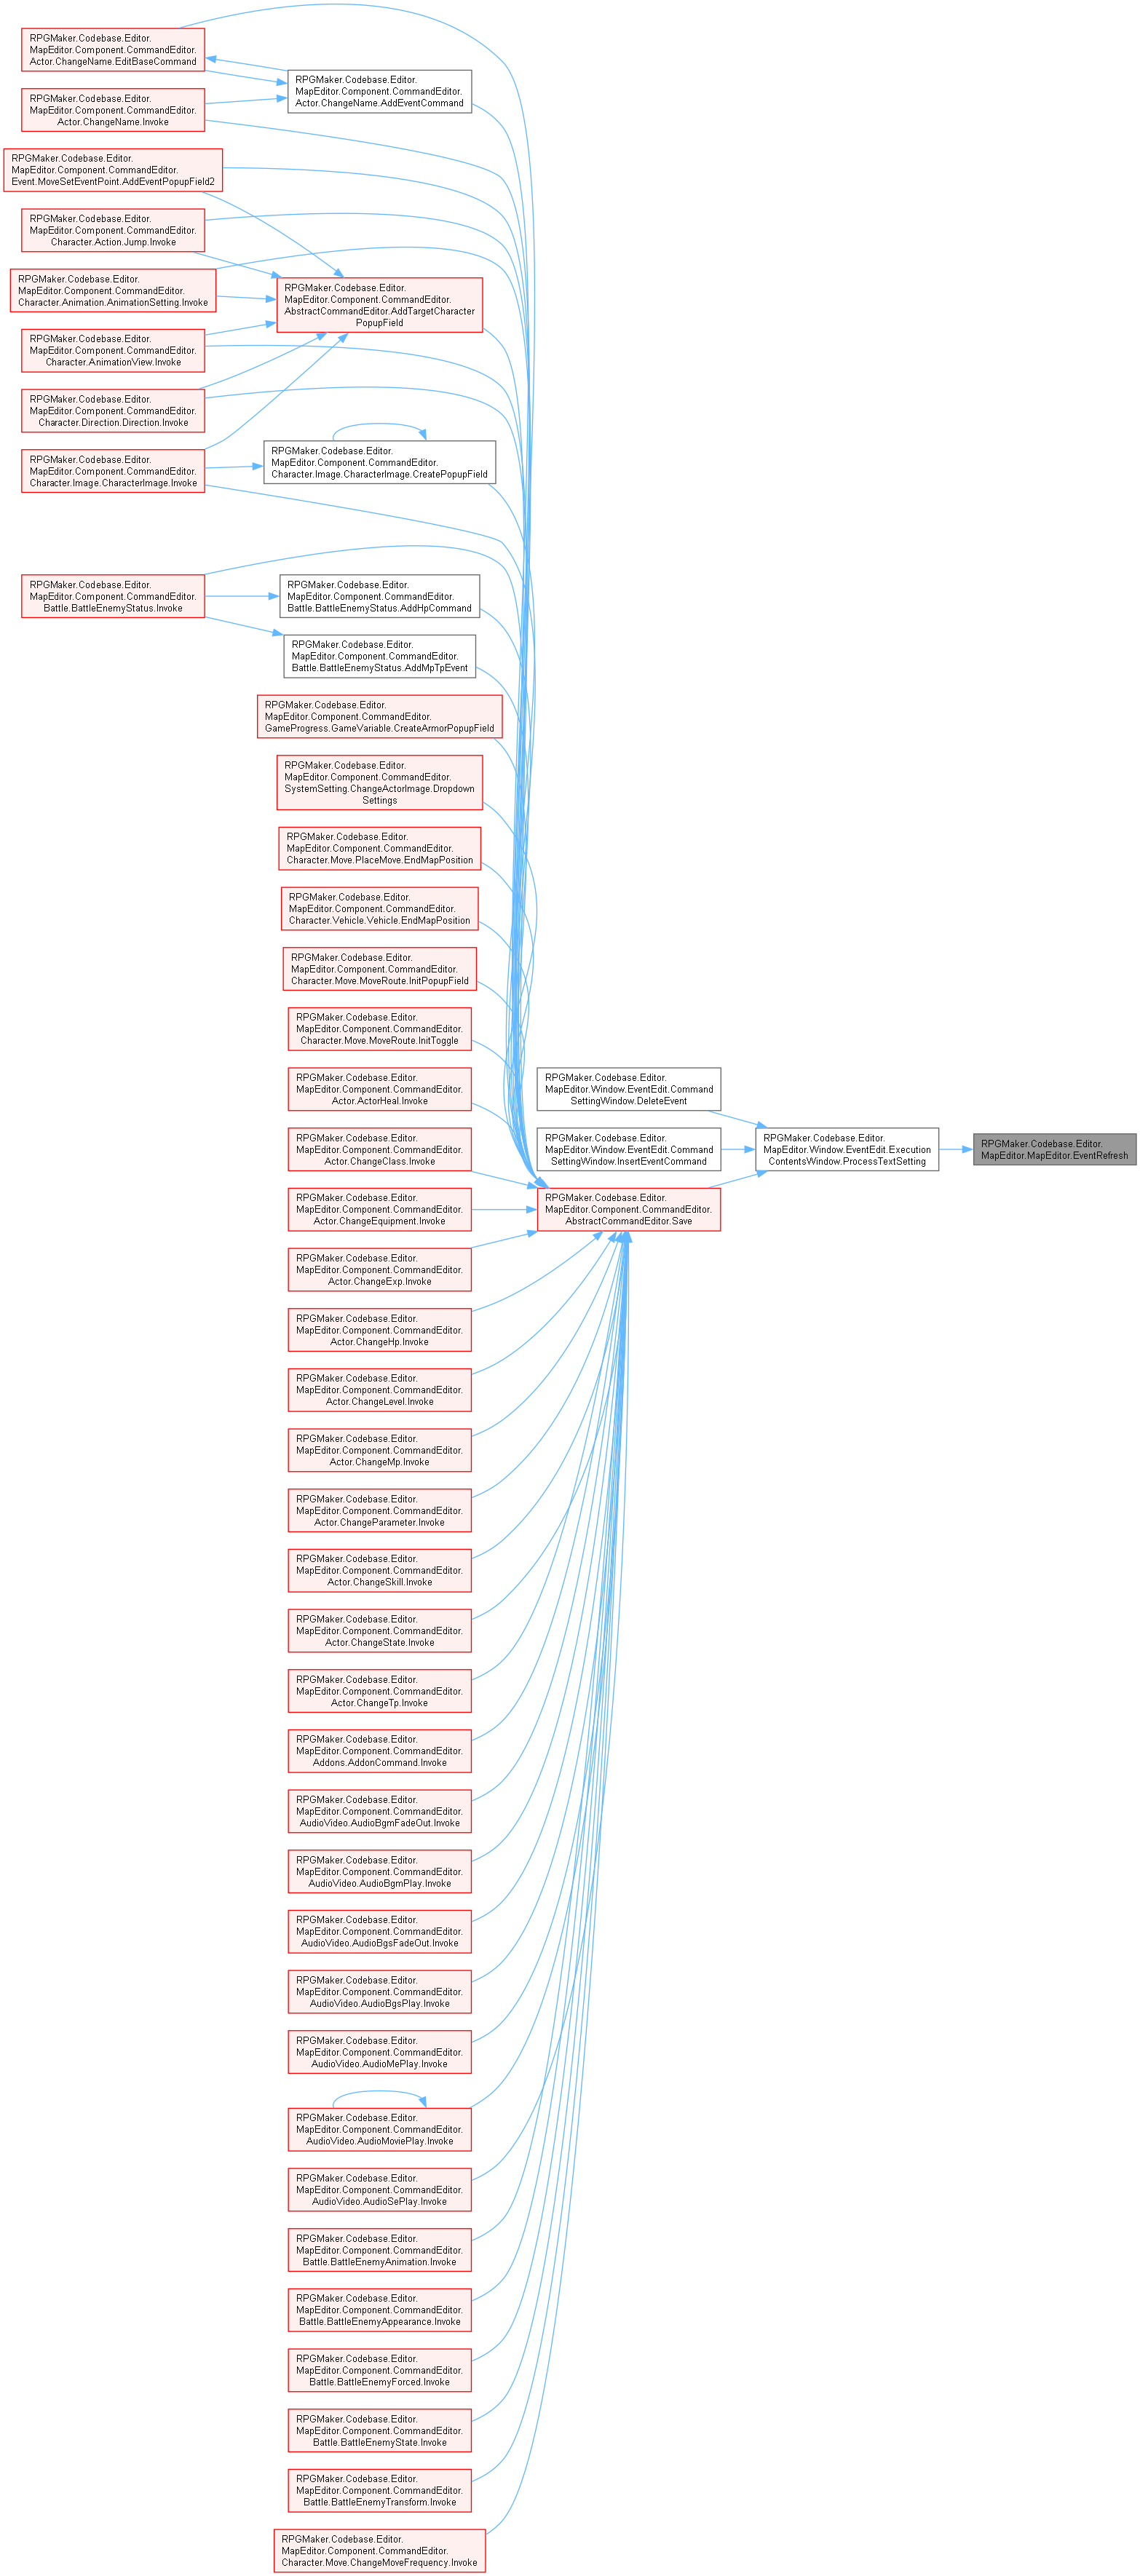 RPGMaker.Codebase.Editor.
MapEditor.Component.CommandEditor.
Actor.ChangeName.EditBaseCommand
RPGMaker.Codebase.Editor.
MapEditor.Component.CommandEditor.
Actor.ChangeName.AddEventCommand
RPGMaker.Codebase.Editor.
MapEditor.Component.CommandEditor.
Actor.ChangeName.Invoke
RPGMaker.Codebase.Editor.
MapEditor.Component.CommandEditor.
Event.MoveSetEventPoint.AddEventPopupField2
RPGMaker.Codebase.Editor.
MapEditor.Component.CommandEditor.
Character.Action.Jump.Invoke
RPGMaker.Codebase.Editor.
MapEditor.Component.CommandEditor.
Character.Animation.AnimationSetting.Invoke
RPGMaker.Codebase.Editor.
MapEditor.Component.CommandEditor.
AbstractCommandEditor.AddTargetCharacter
PopupField
RPGMaker.Codebase.Editor.
MapEditor.Component.CommandEditor.
Character.AnimationView.Invoke
RPGMaker.Codebase.Editor.
MapEditor.Component.CommandEditor.
Character.Direction.Direction.Invoke
RPGMaker.Codebase.Editor.
MapEditor.Component.CommandEditor.
Character.Image.CharacterImage.CreatePopupField
RPGMaker.Codebase.Editor.
MapEditor.Component.CommandEditor.
Character.Image.CharacterImage.Invoke
RPGMaker.Codebase.Editor.
MapEditor.Component.CommandEditor.
Battle.BattleEnemyStatus.Invoke
RPGMaker.Codebase.Editor.
MapEditor.Component.CommandEditor.
Battle.BattleEnemyStatus.AddHpCommand
RPGMaker.Codebase.Editor.
MapEditor.Component.CommandEditor.
Battle.BattleEnemyStatus.AddMpTpEvent
RPGMaker.Codebase.Editor.
MapEditor.Component.CommandEditor.
GameProgress.GameVariable.CreateArmorPopupField
RPGMaker.Codebase.Editor.
MapEditor.Component.CommandEditor.
SystemSetting.ChangeActorImage.Dropdown
Settings
RPGMaker.Codebase.Editor.
MapEditor.Component.CommandEditor.
Character.Move.PlaceMove.EndMapPosition
RPGMaker.Codebase.Editor.
MapEditor.Component.CommandEditor.
Character.Vehicle.Vehicle.EndMapPosition
RPGMaker.Codebase.Editor.
MapEditor.Component.CommandEditor.
Character.Move.MoveRoute.InitPopupField
RPGMaker.Codebase.Editor.
MapEditor.Component.CommandEditor.
Character.Move.MoveRoute.InitToggle
RPGMaker.Codebase.Editor.
MapEditor.Component.CommandEditor.
Actor.ActorHeal.Invoke
RPGMaker.Codebase.Editor.
MapEditor.Window.EventEdit.Command
SettingWindow.DeleteEvent
RPGMaker.Codebase.Editor.
MapEditor.Component.CommandEditor.
Actor.ChangeClass.Invoke
RPGMaker.Codebase.Editor.
MapEditor.Window.EventEdit.Command
SettingWindow.InsertEventCommand
RPGMaker.Codebase.Editor.
MapEditor.Window.EventEdit.Execution
ContentsWindow.ProcessTextSetting
RPGMaker.Codebase.Editor.
MapEditor.MapEditor.EventRefresh
RPGMaker.Codebase.Editor.
MapEditor.Component.CommandEditor.
AbstractCommandEditor.Save
RPGMaker.Codebase.Editor.
MapEditor.Component.CommandEditor.
Actor.ChangeEquipment.Invoke
RPGMaker.Codebase.Editor.
MapEditor.Component.CommandEditor.
Actor.ChangeExp.Invoke
RPGMaker.Codebase.Editor.
MapEditor.Component.CommandEditor.
Actor.ChangeHp.Invoke
RPGMaker.Codebase.Editor.
MapEditor.Component.CommandEditor.
Actor.ChangeLevel.Invoke
RPGMaker.Codebase.Editor.
MapEditor.Component.CommandEditor.
Actor.ChangeMp.Invoke
RPGMaker.Codebase.Editor.
MapEditor.Component.CommandEditor.
Actor.ChangeParameter.Invoke
RPGMaker.Codebase.Editor.
MapEditor.Component.CommandEditor.
Actor.ChangeSkill.Invoke
RPGMaker.Codebase.Editor.
MapEditor.Component.CommandEditor.
Actor.ChangeState.Invoke
RPGMaker.Codebase.Editor.
MapEditor.Component.CommandEditor.
Actor.ChangeTp.Invoke
RPGMaker.Codebase.Editor.
MapEditor.Component.CommandEditor.
Addons.AddonCommand.Invoke
RPGMaker.Codebase.Editor.
MapEditor.Component.CommandEditor.
AudioVideo.AudioBgmFadeOut.Invoke
RPGMaker.Codebase.Editor.
MapEditor.Component.CommandEditor.
AudioVideo.AudioBgmPlay.Invoke
RPGMaker.Codebase.Editor.
MapEditor.Component.CommandEditor.
AudioVideo.AudioBgsFadeOut.Invoke
RPGMaker.Codebase.Editor.
MapEditor.Component.CommandEditor.
AudioVideo.AudioBgsPlay.Invoke
RPGMaker.Codebase.Editor.
MapEditor.Component.CommandEditor.
AudioVideo.AudioMePlay.Invoke
RPGMaker.Codebase.Editor.
MapEditor.Component.CommandEditor.
AudioVideo.AudioMoviePlay.Invoke
RPGMaker.Codebase.Editor.
MapEditor.Component.CommandEditor.
AudioVideo.AudioSePlay.Invoke
RPGMaker.Codebase.Editor.
MapEditor.Component.CommandEditor.
Battle.BattleEnemyAnimation.Invoke
RPGMaker.Codebase.Editor.
MapEditor.Component.CommandEditor.
Battle.BattleEnemyAppearance.Invoke
RPGMaker.Codebase.Editor.
MapEditor.Component.CommandEditor.
Battle.BattleEnemyForced.Invoke
RPGMaker.Codebase.Editor.
MapEditor.Component.CommandEditor.
Battle.BattleEnemyState.Invoke
RPGMaker.Codebase.Editor.
MapEditor.Component.CommandEditor.
Battle.BattleEnemyTransform.Invoke
RPGMaker.Codebase.Editor.
MapEditor.Component.CommandEditor.
Character.Move.ChangeMoveFrequency.Invoke